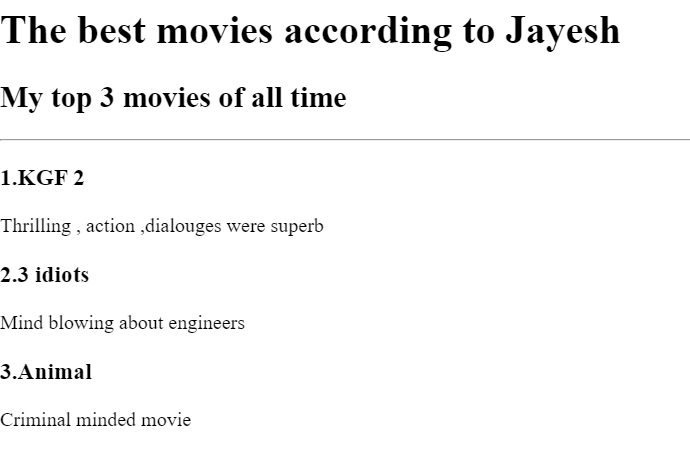 The best movies according to Jayesh
My top 3 movies of all time
1.KGF 2
Thrilling , action ,dialouges were superb
2.3 idiots
Mind blowing about engineers
3.Animal
Criminal minded movie